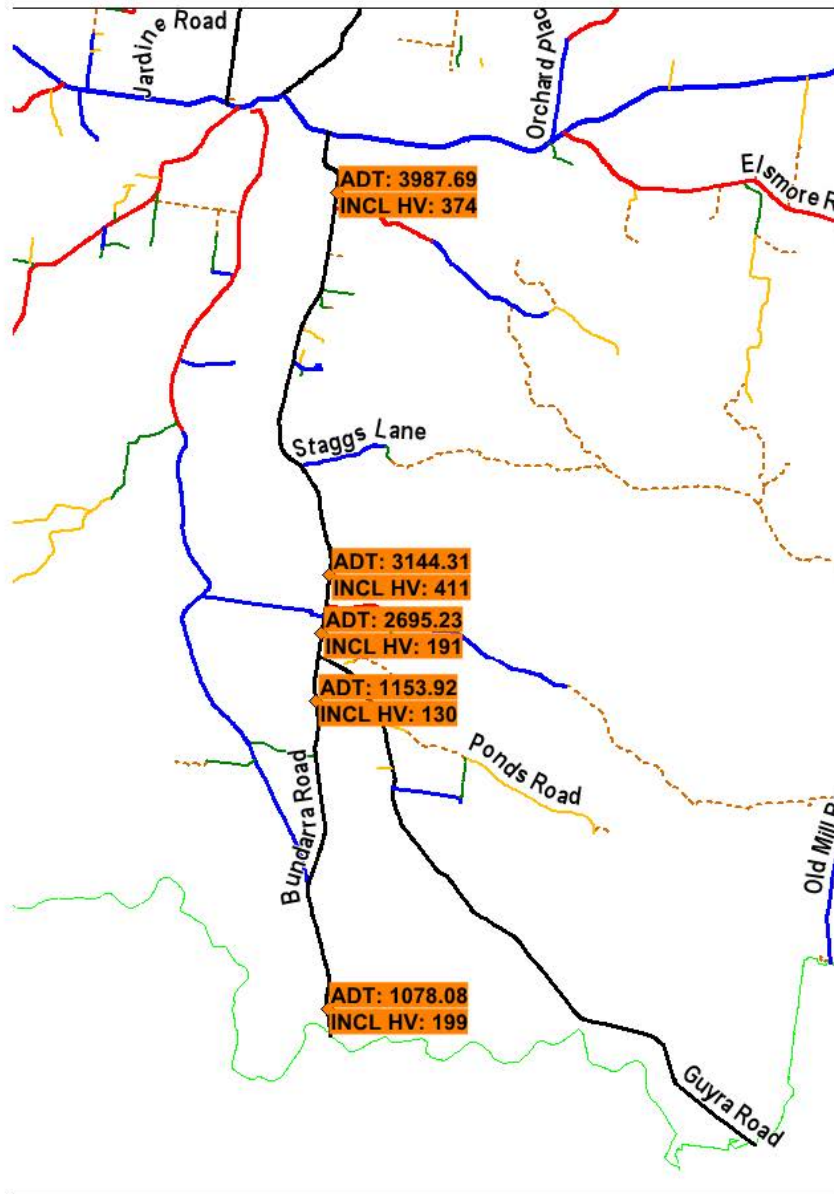 Jardine Road
Orchard Plac
Elsmore R
ADT: 3987.69
INCL HV: 374
Staggs Lane
ADT: 3144.31
INCL HV: 411
ADT: 2695.23
INCL HV: 191
ADT: 1153.92
INCL HV: 130
Ponds Road
Bundarra Road
Old Mill R
ADT: 1078.08
INCL HV: 199
Guyra Road